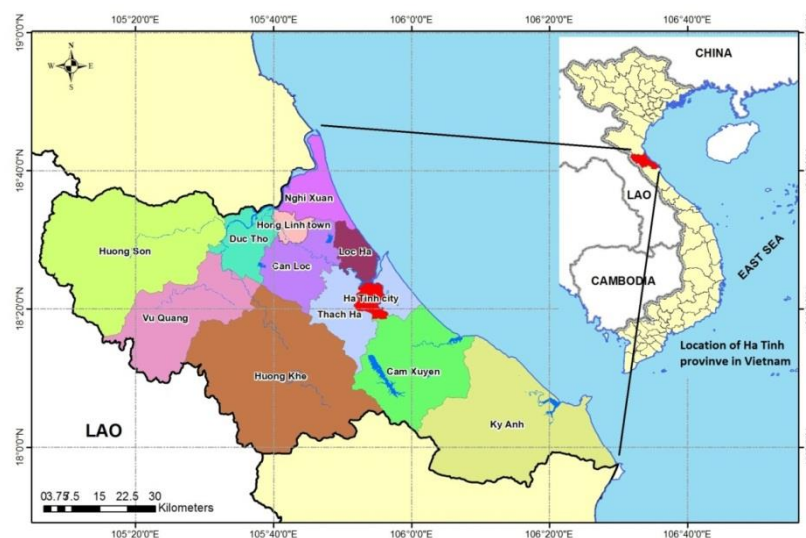 105°20'0"E 105°40'0"E 106°0'0"E 106°20'0"E 106°40'0"E
19°0'0"N
18°40'0"N
18°20'0"N
18°0'0"N
N
W E
S
CHINA
LAO
CAMBODIA
EAST SEA
Location of Ha Tinh
provinve in Vietnam
Nghi Xuan
Hong Linh town
Duc Tho
Huong Son
Loc Ha
Can Loc
Ha Tinh city
Vu Quang
Thach Ha
Huong Khe
Cam Xuyen
Ky Anh
LAO
03.757.5 15 22.5 30
Kilometers
105°20'0"E 105°40'0"E 106°0'0"E 106°20'0"E 106°40'0"E